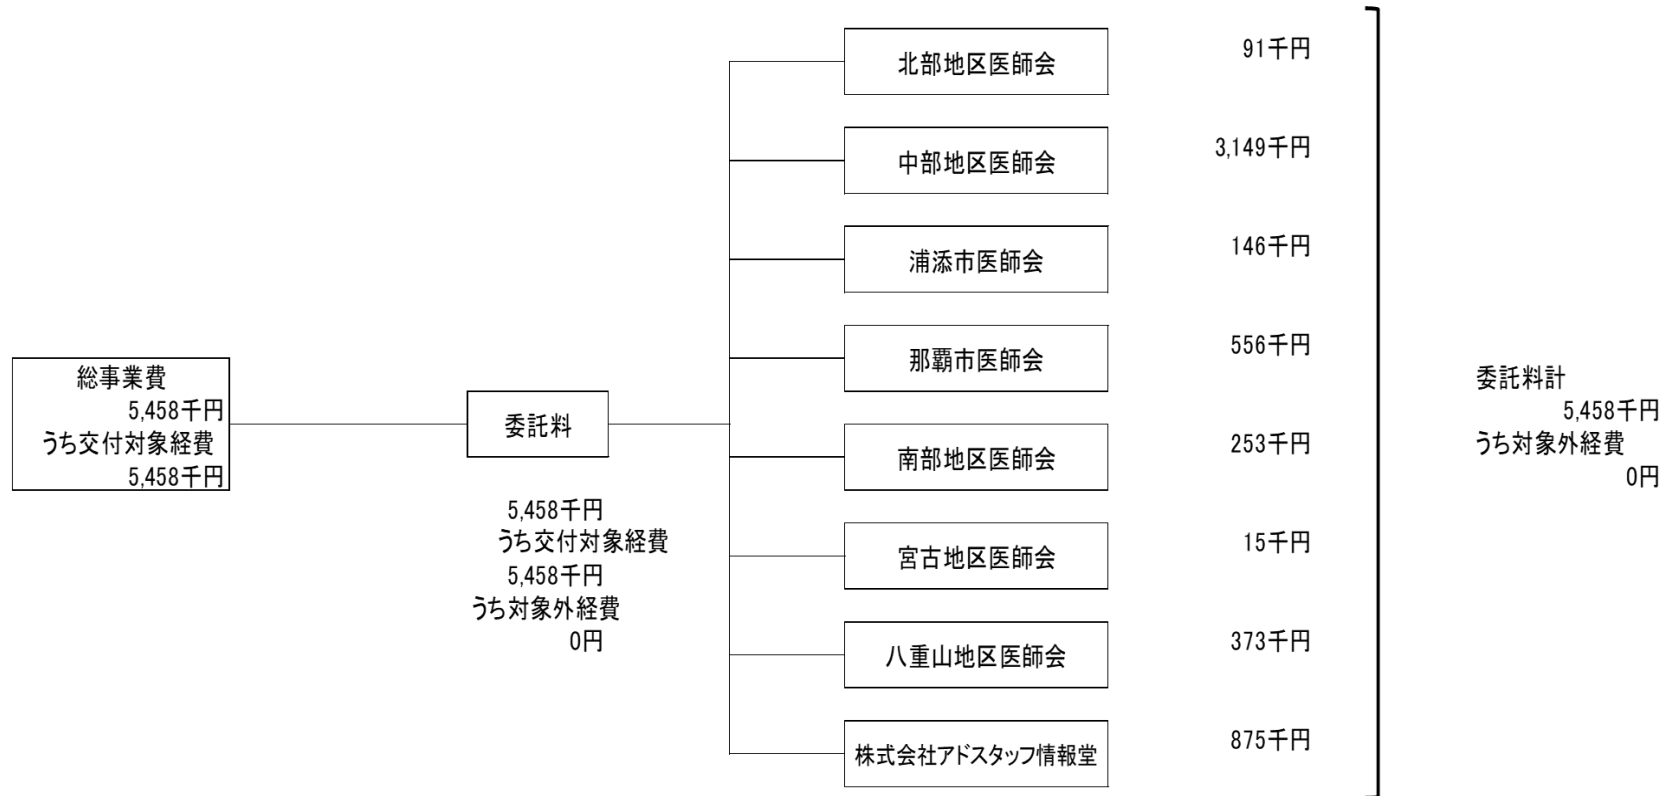 総事業費
5,458千円
うち交付対象経費
5,458千円
委託料
5,458千円
うち交付対象経費
5,458千円
うち対象外経費
0円
北部地区医師会
91千円
中部地区医師会
3,149千円
浦添市医師会
146千円
那覇市医師会
556千円
南部地区医師会
253千円
宮古地区医師会
15千円
八重山地区医師会
373千円
株式会社アドスタッフ情報堂
875千円
委託料計
5,458千円
うち対象外経費
0円